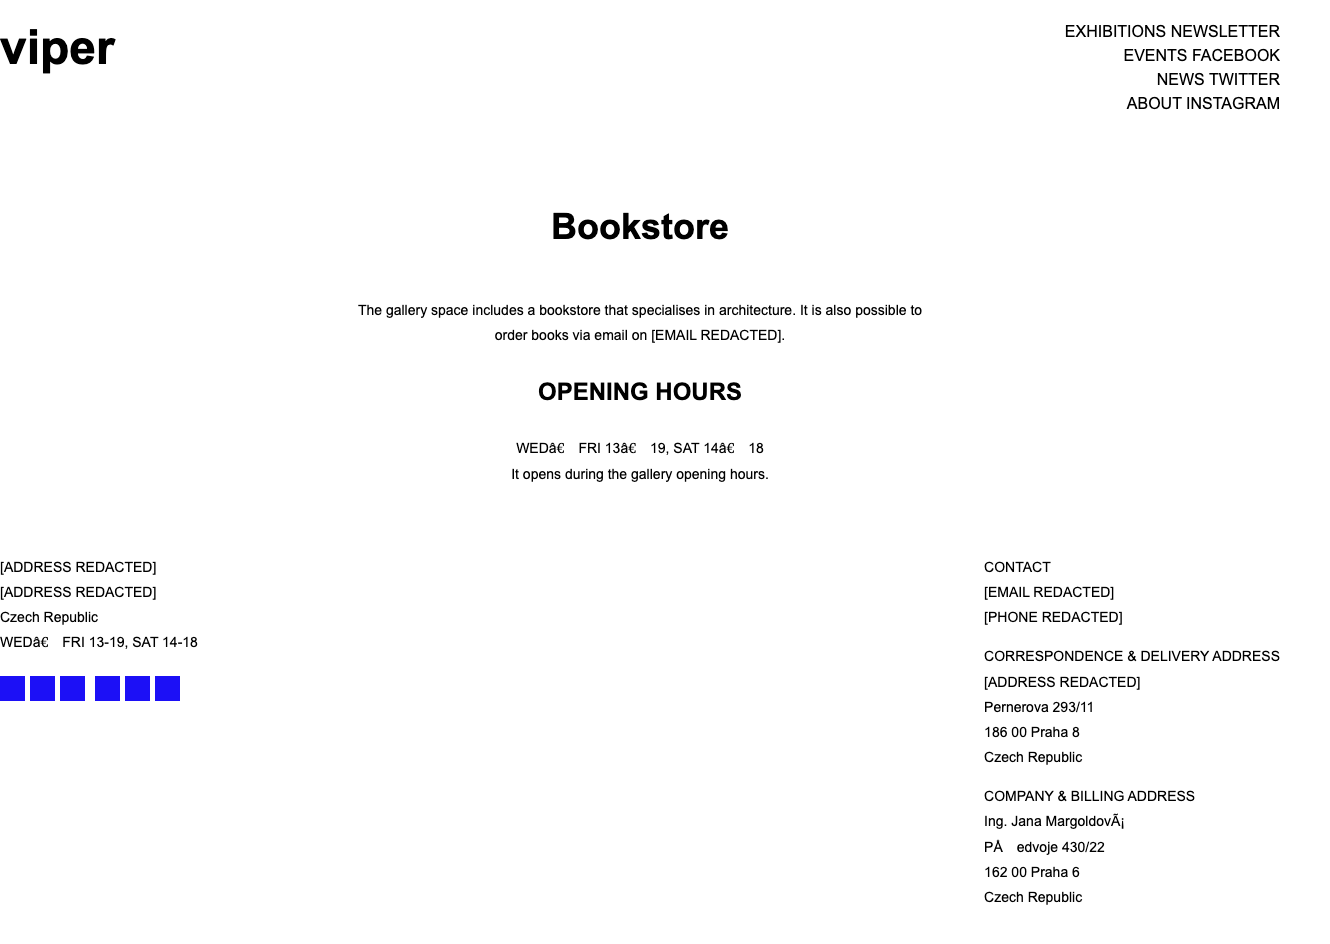 viper
EXHIBITIONS NEWSLETTER
EVENTS FACEBOOK
NEWS TWITTER
ABOUT INSTAGRAM
Bookstore
The gallery space includes a bookstore that specialises in architecture. It is also possible to
order books via email on [EMAIL REDACTED].
OPENING HOURS
WEDâ€ FRI 13â€ 19, SAT 14â€ 18
It opens during the gallery opening hours.
[ADDRESS REDACTED]
[ADDRESS REDACTED]
Czech Republic
WEDâ€ FRI 13-19, SAT 14-18
CONTACT
[EMAIL REDACTED]
[PHONE REDACTED]
CORRESPONDENCE & DELIVERY ADDRESS
[ADDRESS REDACTED]
Pernerova 293/11
186 00 Praha 8
Czech Republic
COMPANY & BILLING ADDRESS
Ing. Jana MargoldovÃ¡
PÅ edvoje 430/22
162 00 Praha 6
Czech Republic